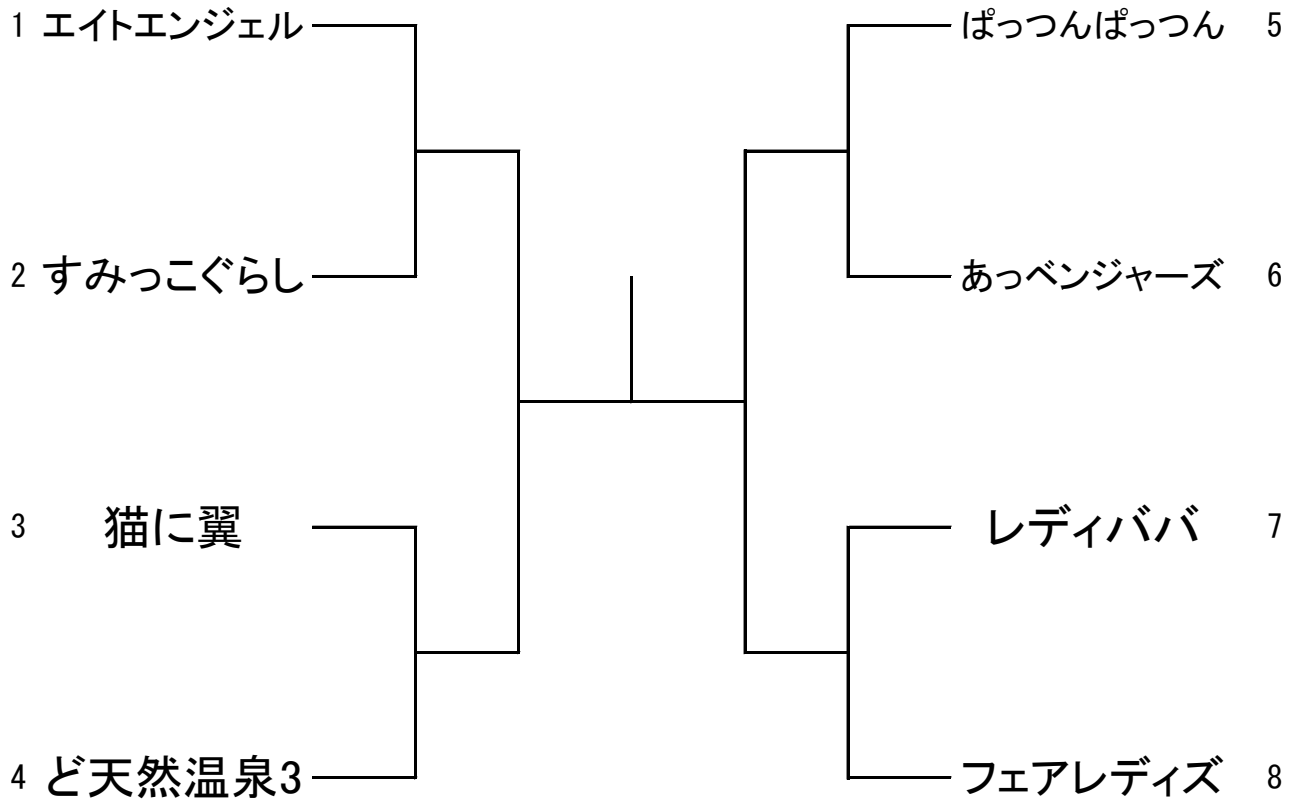 1 エイトエンジェル
2 すみっこぐらし
3 猫に翼
4 ど天然温泉3
ぱっつんぱっつん 5
あっベンジャーズ 6
レディババ 7
フェアレディズ 8